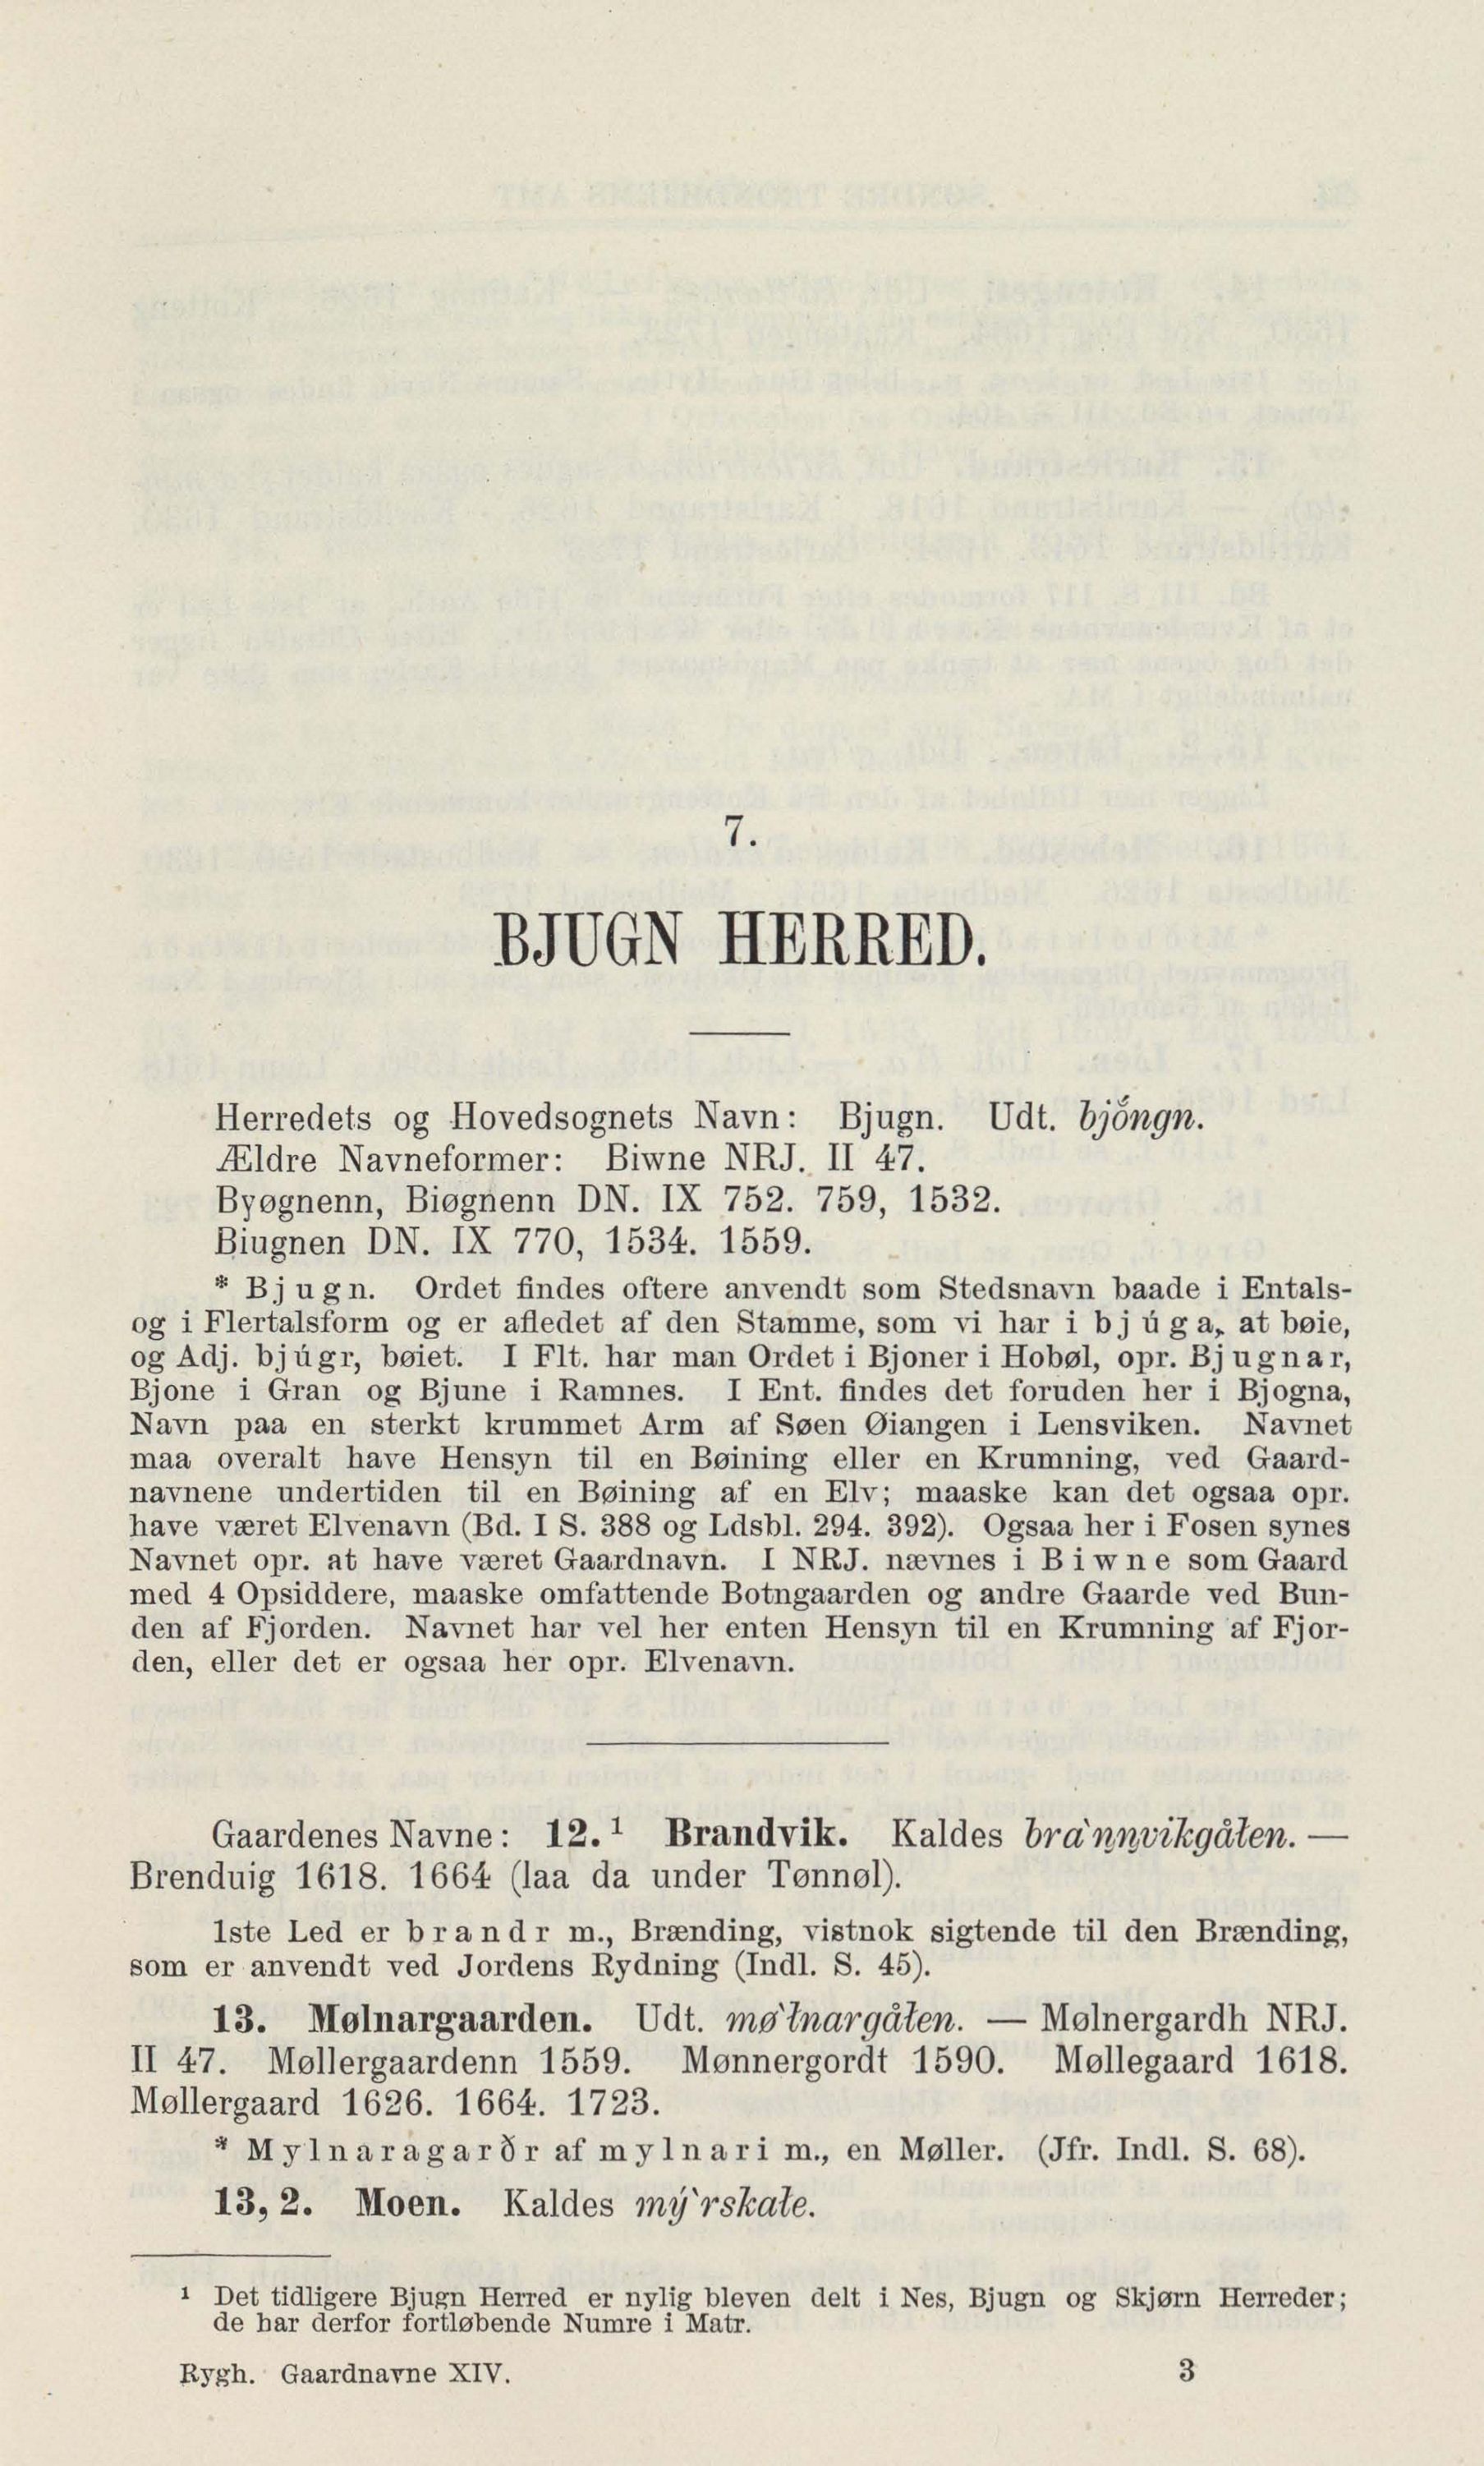 7.
BJUGN HERRED.
Herredets og Hovedsognets Navn: Bjugn. Udt. bjóngn.
Ældre Navneformer: Biwne NRJ. II 47.
Byøgnenn, Biøgnenn DN. IX 752. 759, 1532.
Biugnen DN. IX 770, 1534. 1559.
* Bjugn. Ordet findes oftere anvendt som Stedsnavn baade i Entals-
og i Flertalsform og er afledet af den Stamme, som vi har i bjúga, at bøie,
og Adj. bjúgr, bøiet. I Flt. har man Ordet i Bjoner i Hobøl, opr. Bjugnar,
Bjone i Gran og Bjune i Ramnes. I Ent. findes det foruden her i Bjogna,
Navn paa en sterkt krummet Arm af Søen Øiangen i Lensviken. Navnet
maa overalt have Hensyn til en Bøining eller en Krumning, ved Gaard-
navnene undertiden til en Bøining af en Elv; maaske kan det ogsaa opr.
have været Elvenavn (Bd. I S. 388 og Ldsbl. 294. 392). Ogsaa her i Fosen synes
Navnet opr. at have været Gaardnavn. I NRJ. nævnes i Biwne som Gaard
med 4 Opsiddere, maaske omfattende Botngaarden og andre Gaarde ved Bun-
den af Fjorden. Navnet har vel her enten Hensyn til en Krumning af Fjor-
den, eller det er ogsaa her opr. Elvenavn.
Gaardenes Navne: 12.¹ Brandvik. Kaldes bra`n̥n̥vikgåłen. —
Brenduig 1618. 1664 (laa da under Tønnøl).
1ste Led er brandr m., Brænding, vistnok sigtende til den Brænding,
som er anvendt ved Jordens Rydning (Indl. S. 45).
13. Mølnargaarden. Udt. mø`łnargåłen. — Mølnergardh NRJ.
II 47. Møllergaardenn 1559. Mønnergordt 1590. Møllegaard 1618.
Møllergaard 1626. 1664. 1723.
* Mylnaragarðr af mylnari m., en Møller. (Jfr. Indl. S. 68).
13, 2. Moen. Kaldes mȳ`rskałe.
¹ Det tidligere Bjugn Herred er nylig bleven delt i Nes, Bjugn og Skjørn Herreder;
de har derfor fortløbende Numre i Matr.
Rygh. Gaardnavne XIV. 3